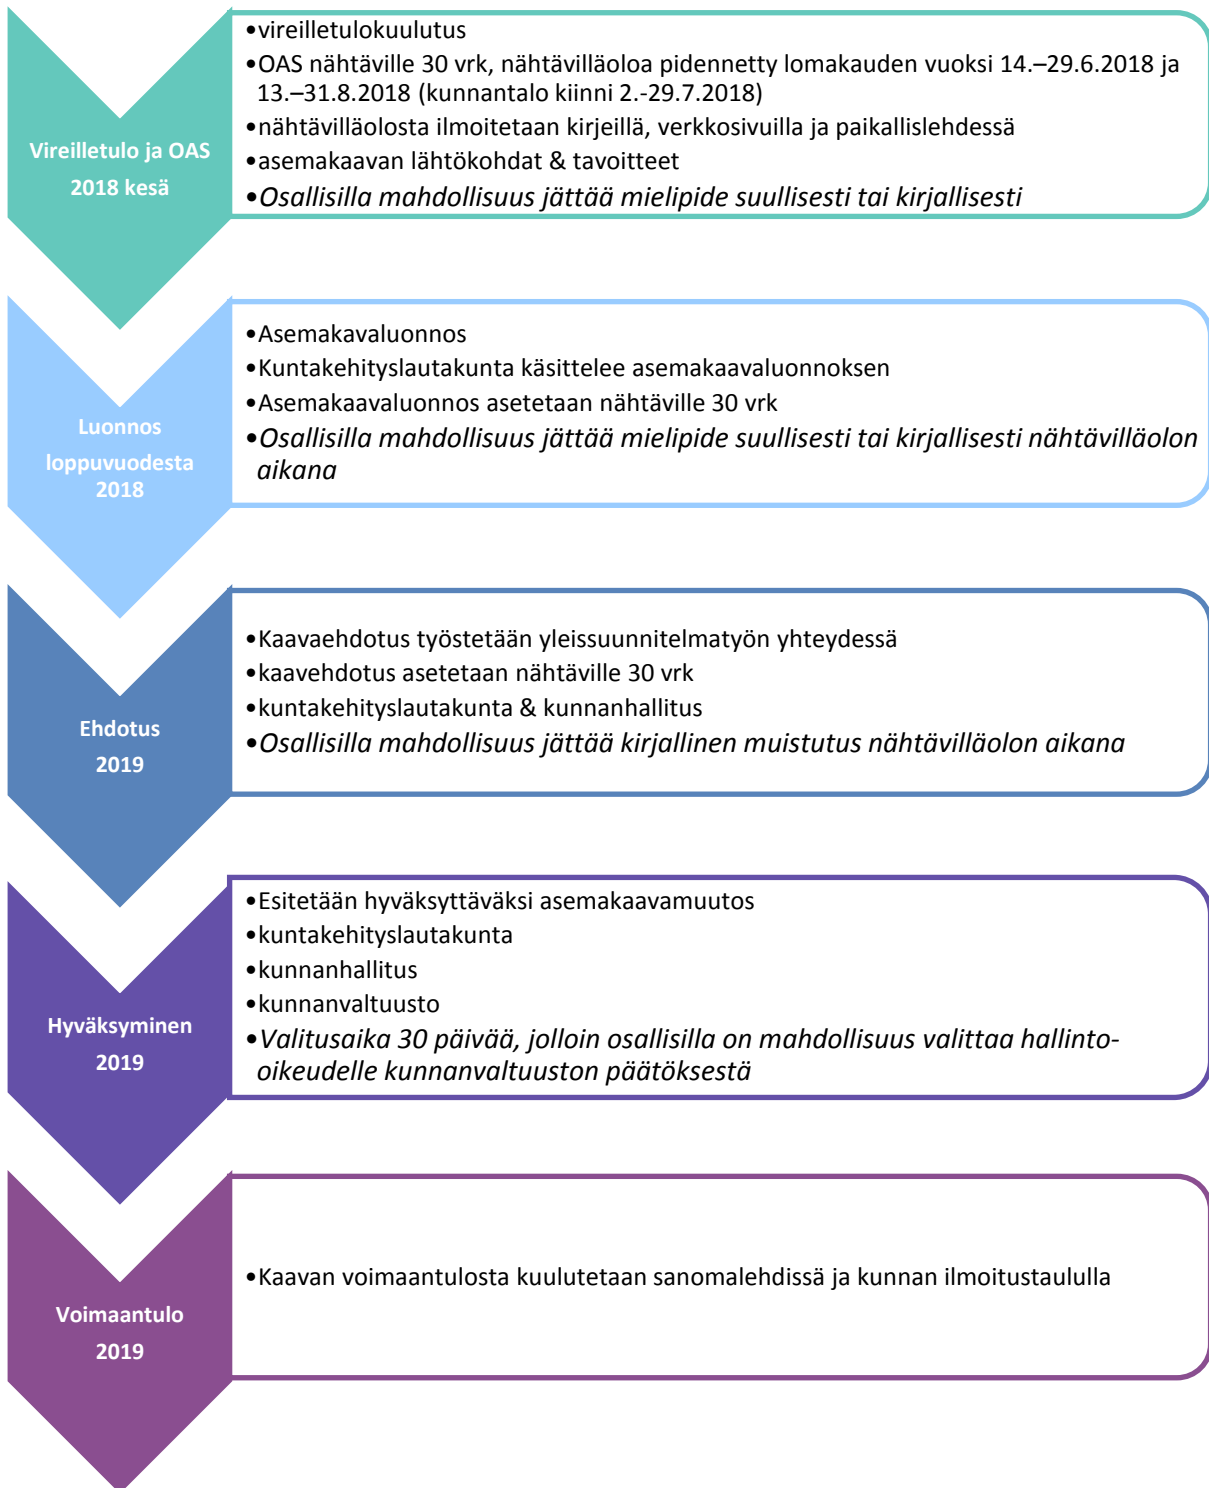 Vireilletulo ja OAS
2018 kesä
•vireilletulokuulutus
•OAS nähtäville 30 vrk, nähtävilläoloa pidennetty lomakauden vuoksi 14.–29.6.2018 ja
13.–31.8.2018 (kunnantalo kiinni 2.-29.7.2018)
•nähtävilläolosta ilmoitetaan kirjeillä, verkkosivuilla ja paikallislehdessä
•asemakaavan lähtökohdat & tavoitteet
•Osallisilla mahdollisuus jättää mielipide suullisesti tai kirjallisesti
Luonnos
loppuvuodesta
2018
•Asemakavaluonnos
•Kuntakehityslautakunta käsittelee asemakaavaluonnoksen
•Asemakaavaluonnos asetetaan nähtäville 30 vrk
•Osallisilla mahdollisuus jättää mielipide suullisesti tai kirjallisesti nähtävilläolon
aikana
Ehdotus
2019
•Kaavaehdotus työstetään yleissuunnitelmatyön yhteydessä
•kaavehdotus asetetaan nähtäville 30 vrk
•kuntakehityslautakunta & kunnanhallitus
•Osallisilla mahdollisuus jättää kirjallinen muistutus nähtävilläolon aikana
Hyväksyminen
2019
•Esitetään hyväksyttäväksi asemakaavamuutos
•kuntakehityslautakunta
•kunnanhallitus
•kunnanvaltuusto
•Valitusaika 30 päivää, jolloin osallisilla on mahdollisuus valittaa hallinto-
oikeudelle kunnanvaltuuston päätöksestä
Voimaantulo
2019
•Kaavan voimaantulosta kuulutetaan sanomalehdissä ja kunnan ilmoitustaululla